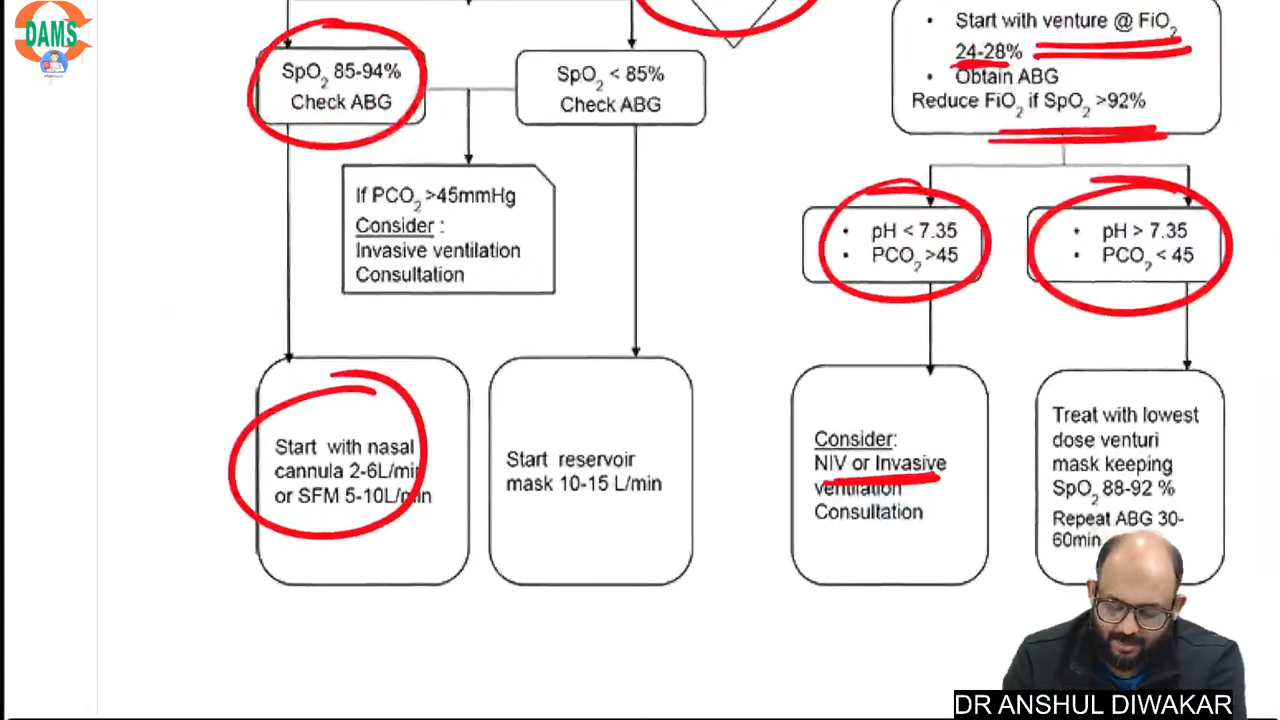 DAMS
SpO2 85-94%
Check ABG
SpO2 < 85%
Check ABG
• Start with venture @ FiO2
24-28%
• Obtain ABG
Reduce FiO2 if SpO2 >92%
If PCO2 >45mmHg
Consider :
Invasive ventilation
Consultation
• pH < 7.35
• PCO2 >45
• pH > 7.35
• PCO2 < 45
Start with nasal
cannula 2-6L/min
or SFM 5-10L/min
Start reservoir
mask 10-15 L/min
Consider:
NIV or Invasive
ventilation
Consultation
Treat with lowest
dose venturi
mask keeping
SpO2 88-92 %
Repeat ABG 30-
60min
DR ANSHUL DIWAKAR